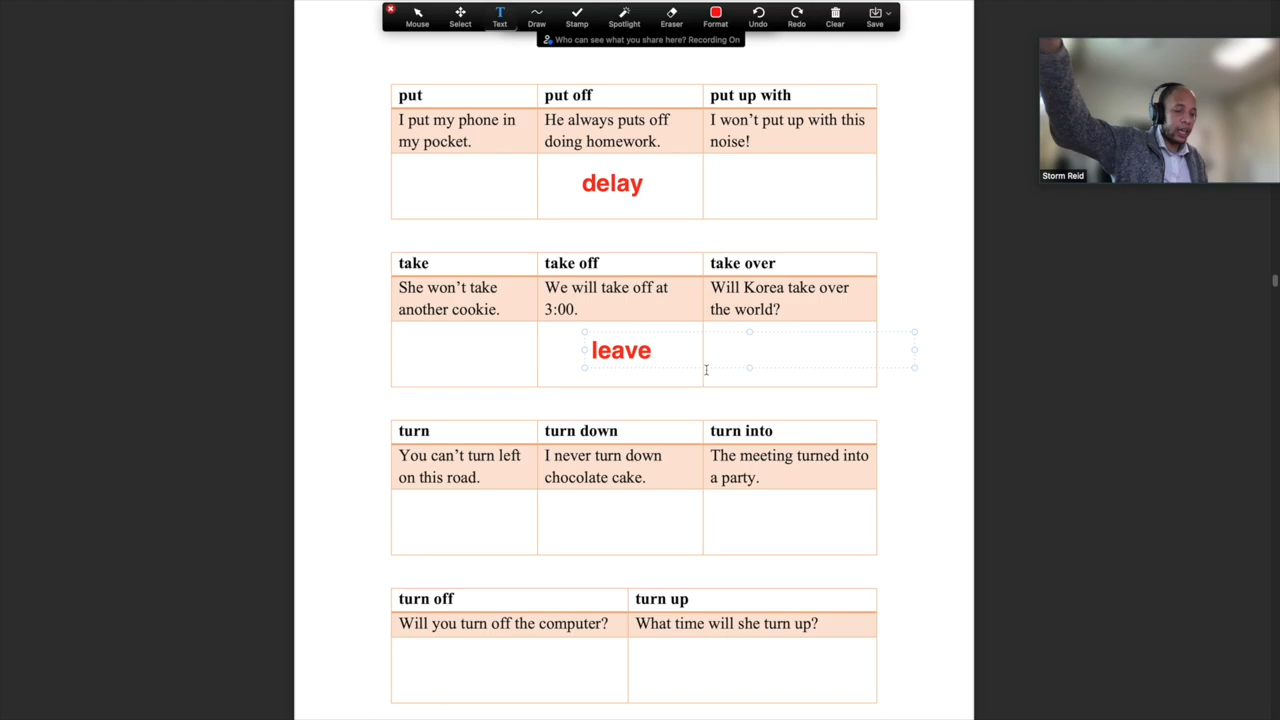 Mouse Select Text Draw Stamp Spotlight Eraser Format Undo Redo Clear Save
Who can see what you share here? Recording On
Storm Reid
put put off put up with
I put my phone in He always puts off I won't put up with this
my pocket. doing homework. noise!
delay
take take off take over
She won't take We will take off at Will Korea take over
another cookie. 3:00. the world?
leave
turn turn down turn into
You can't turn left I never turn down The meeting turned into
on this road. chocolate cake. a party.
turn off turn up
Will you turn off the computer? What time will she turn up?